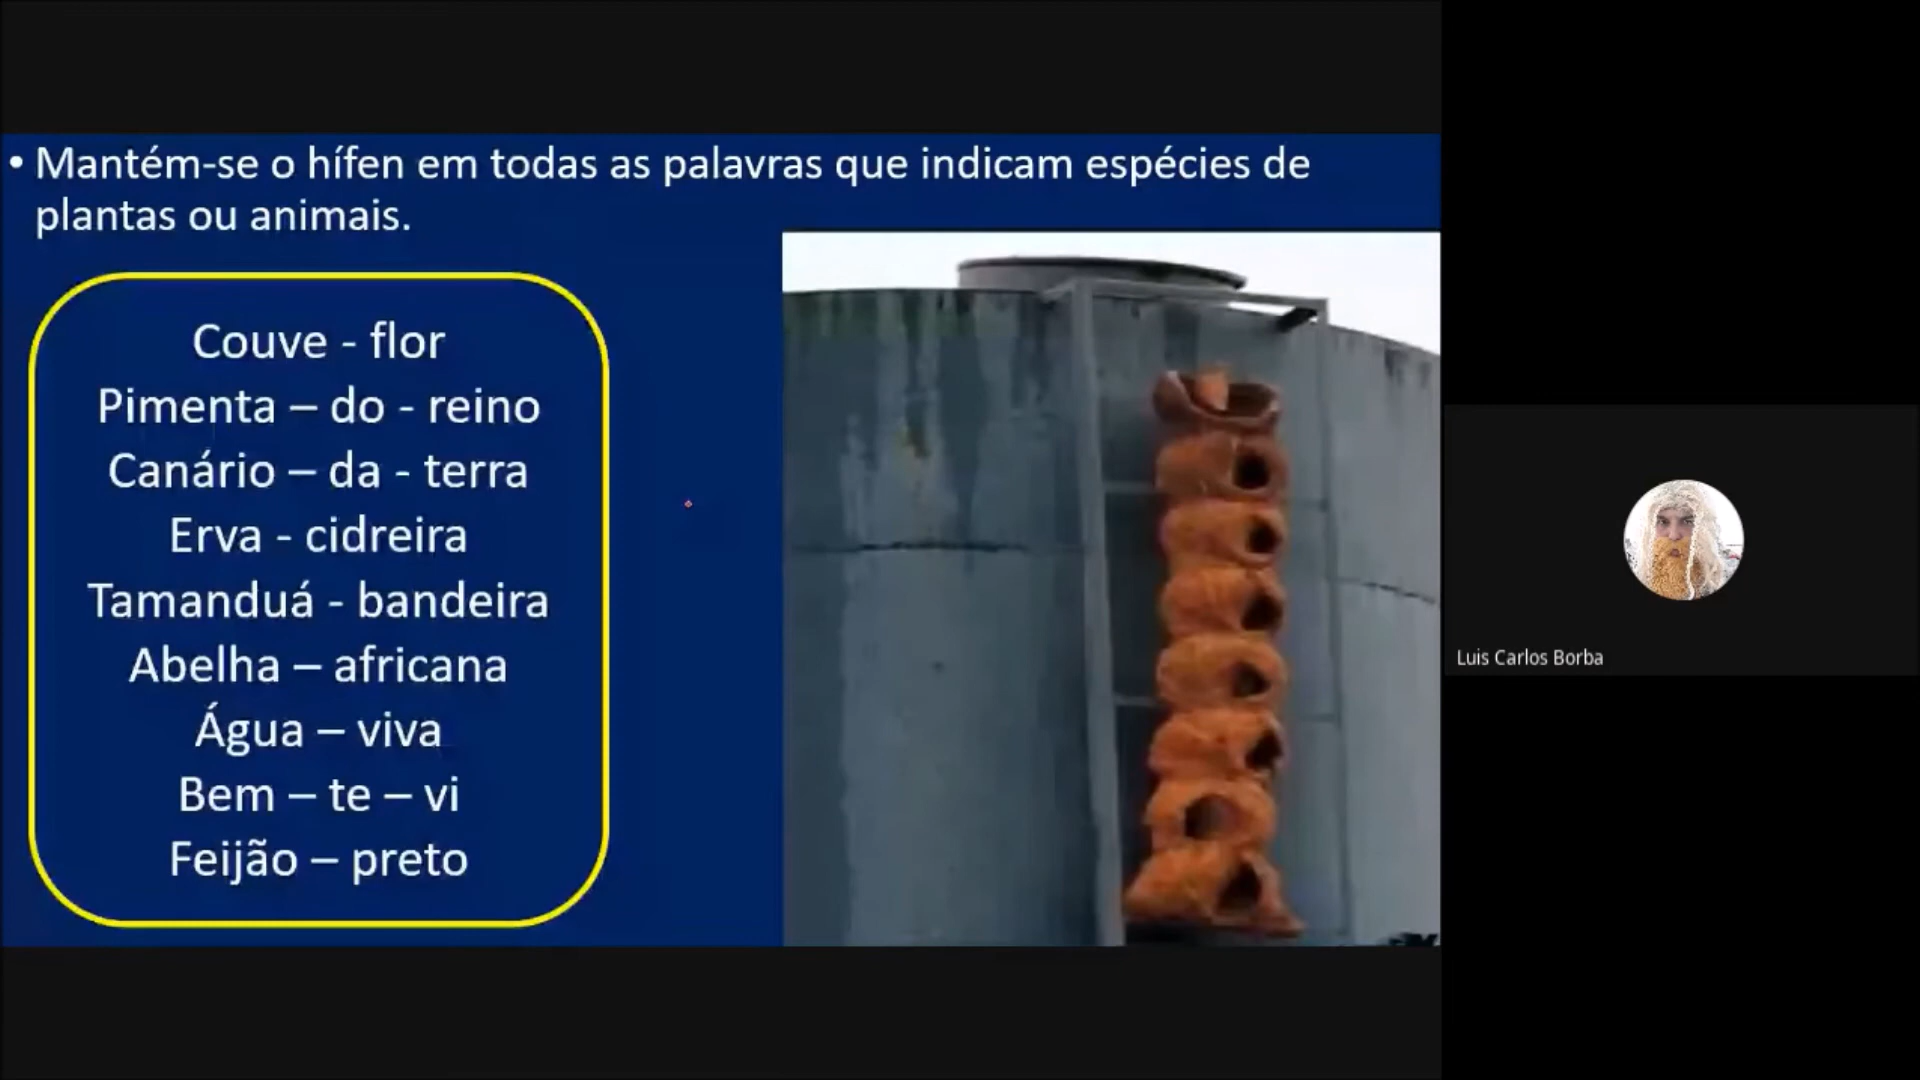 • Mantém-se o hífen em todas as palavras que indicam espécies de
plantas ou animais.
Couve - flor
Pimenta – do - reino
Canário – da - terra
Erva - cidreira
Tamanduá - bandeira
Abelha – africana
Água – viva
Bem – te – vi
Feijão – preto
Luis Carlos Borba